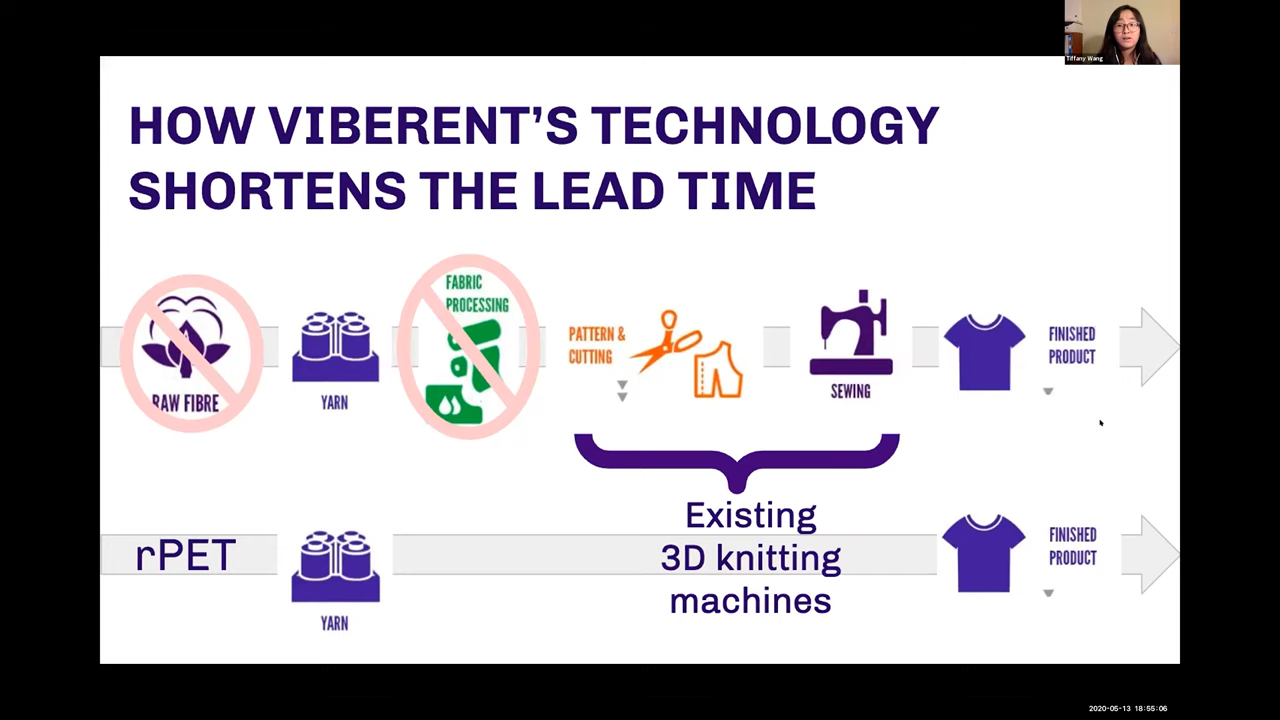 Tiffany Wang
HOW VIBERENT’S TECHNOLOGY
SHORTENS THE LEAD TIME
RAW FIBRE
YARN
FABRIC
PROCESSING
PATTERN &
CUTTING
SEWING
FINISHED
PRODUCT
Existing
3D knitting
machines
rPET
YARN
FINISHED
PRODUCT
2020-05-13 18:55:06